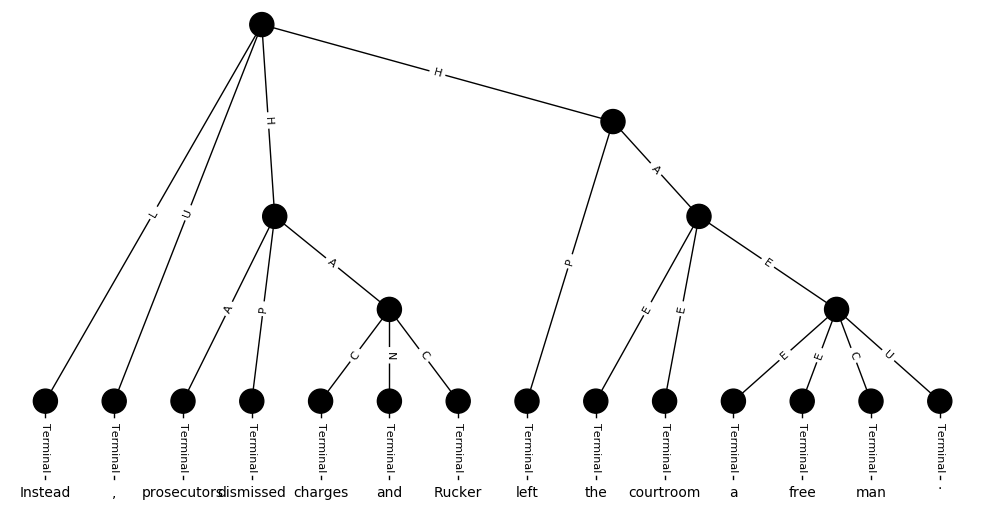 H
H
L
U
A
A
E
P
A
P
E
E
C
N
C
E
E
C
U
Terminal Terminal Terminal Terminal Terminal Terminal Terminal Terminal Terminal Terminal Terminal Terminal Terminal Terminal
Instead , prosecutors dismissed charges and Rucker left the courtroom a free man .